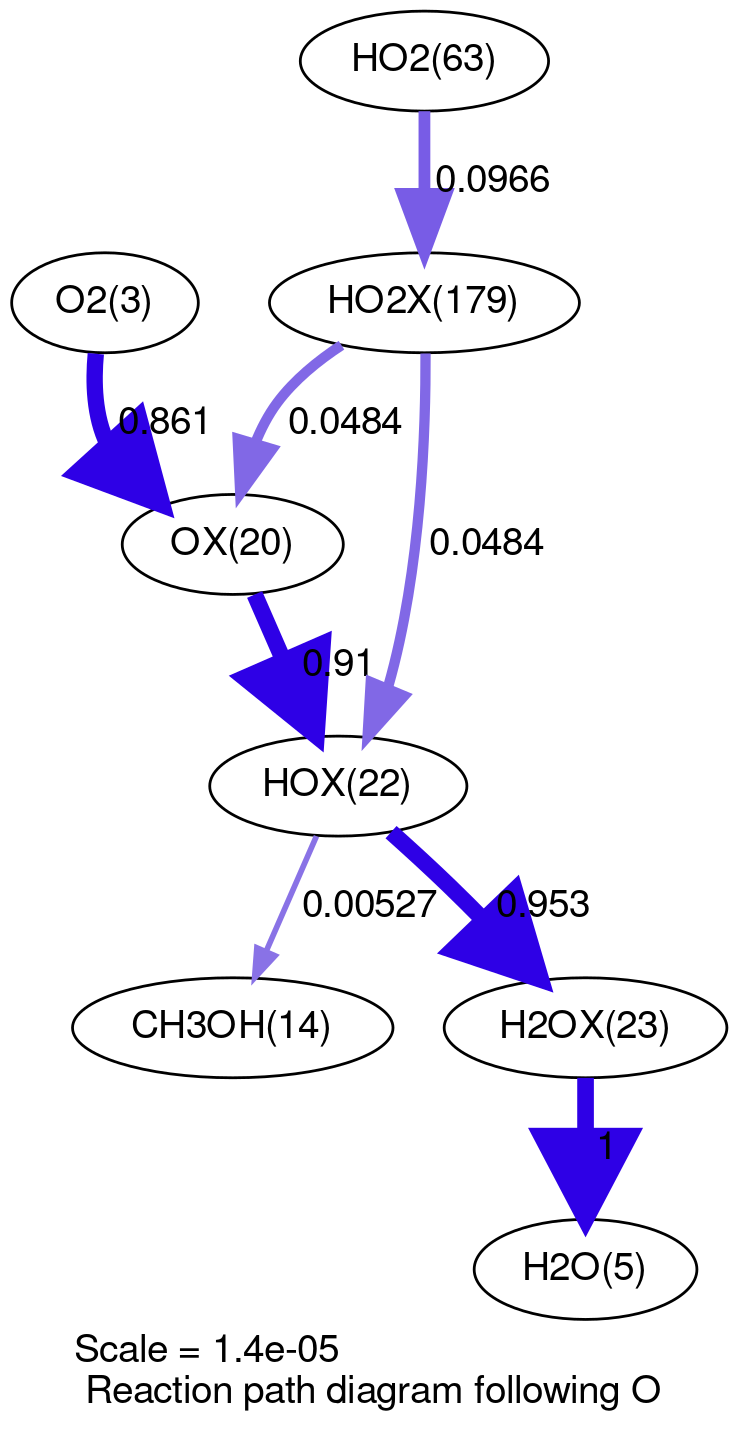 HO2(63)
0.0966
O2(3)
HO2X(179)
0.861
0.0484
OX(20)
0.0484
0.91
HOX(22)
0.00527
0.953
CH3OH(14)
H2OX(23)
1
H2O(5)
Scale = 1.4e-05
Reaction path diagram following O